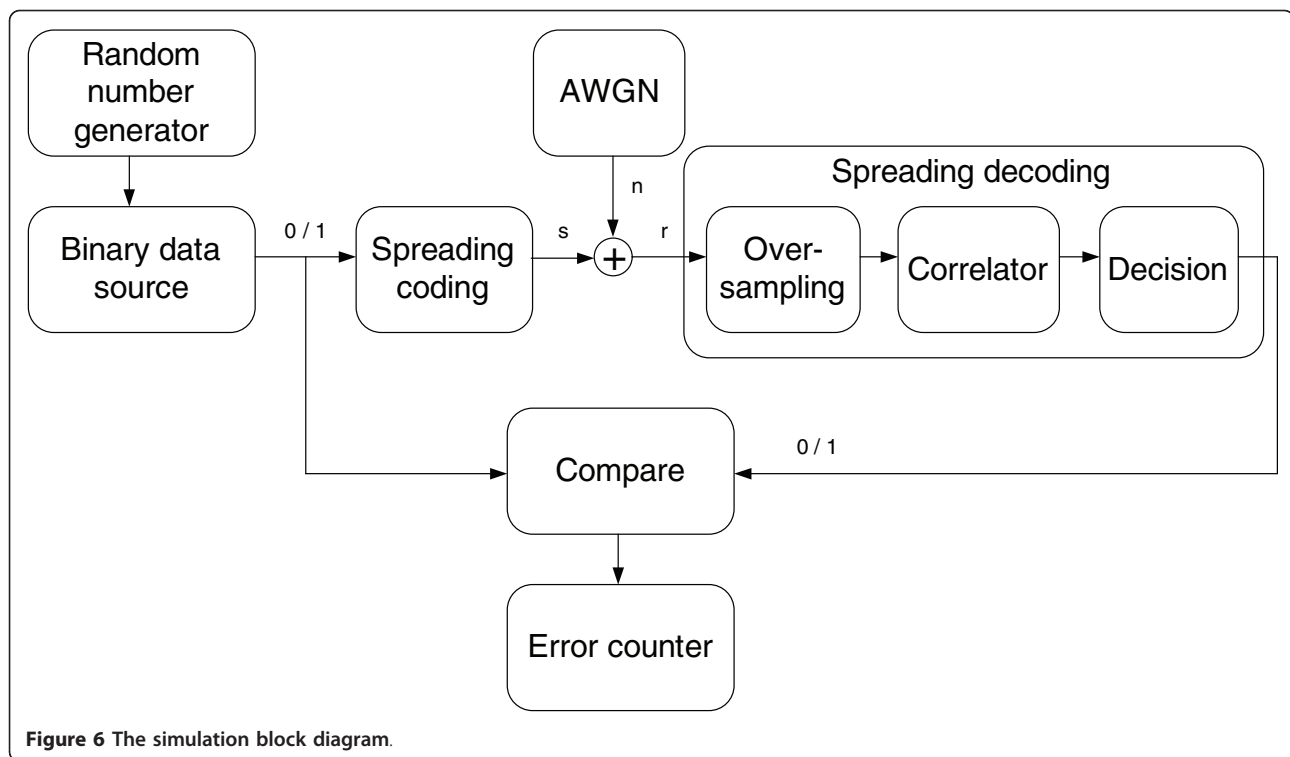 Random
number
generator
AWGN
n
Spreading decoding
Binary data
source
0 / 1
Spreading
coding
s
+
r
Over-
sampling
Correlator
Decision
Compare
0 / 1
Error counter
Figure 6 The simulation block diagram.